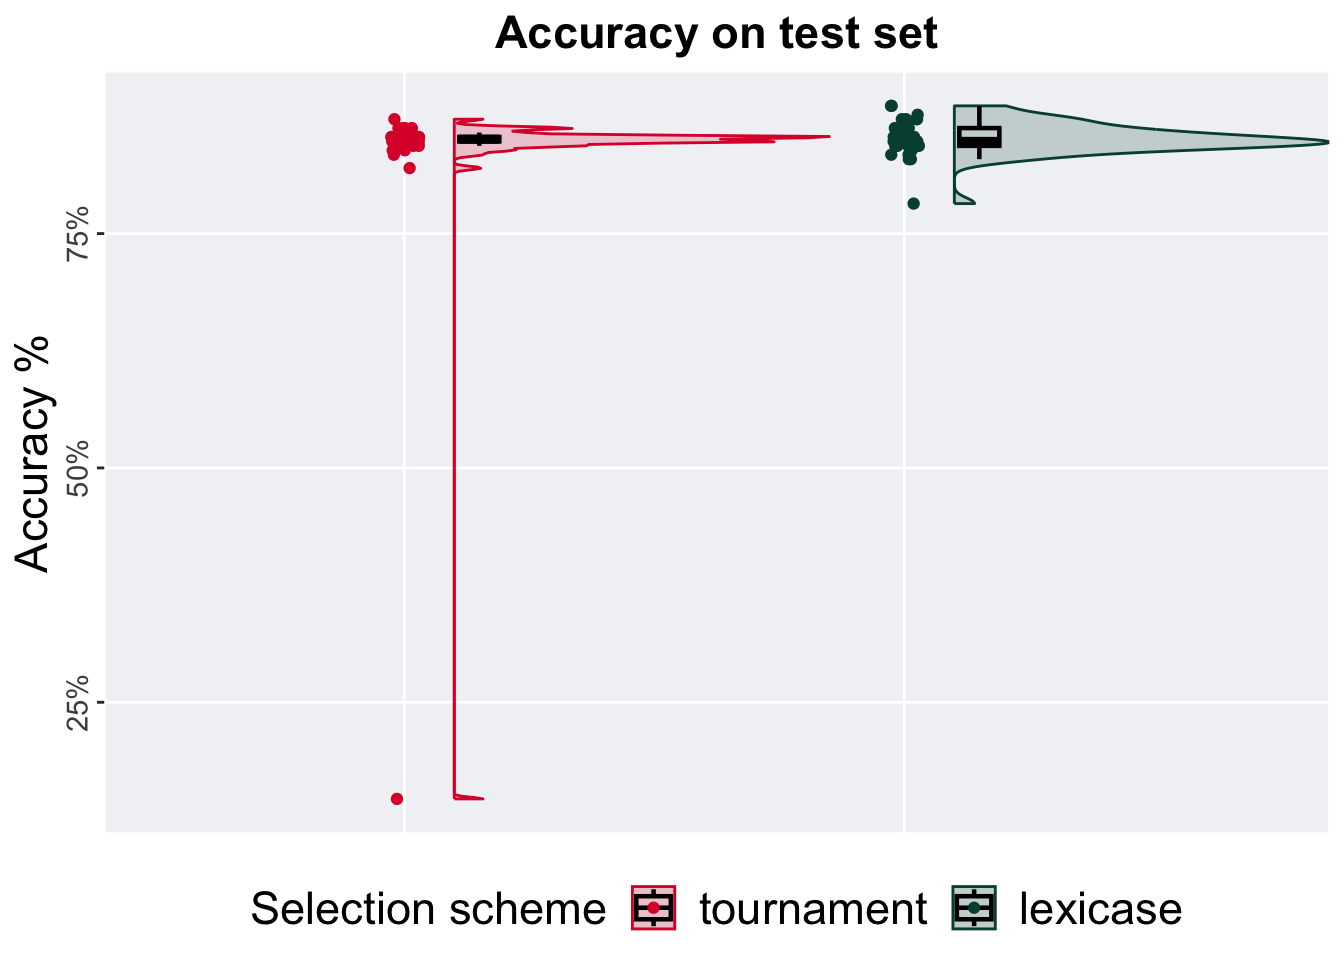 Accuracy on test set
Accuracy %
75%
50%
25%
Selection scheme tournament lexicase